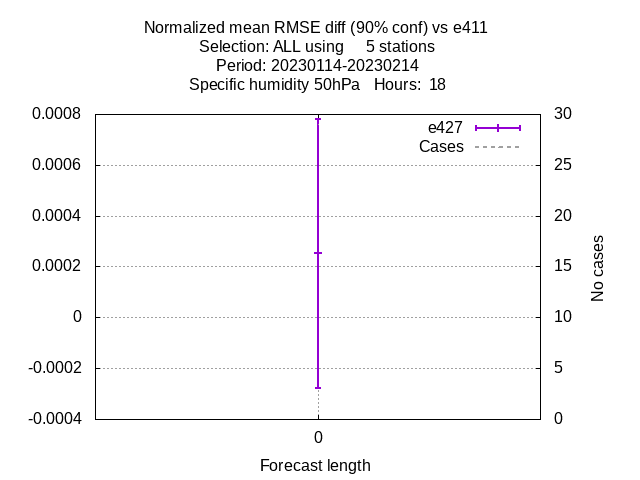 Normalized mean RMSE diff (90% conf) vs e411
Selection: ALL using     5 stations
Period: 20230114-20230214
Specific humidity 50hPa   Hours:  18
0.0008
0.0006
0.0004
0.0002
0
-0.0002
-0.0004
30
25
20
15
10
5
0
e427
Cases
No cases
0
Forecast length